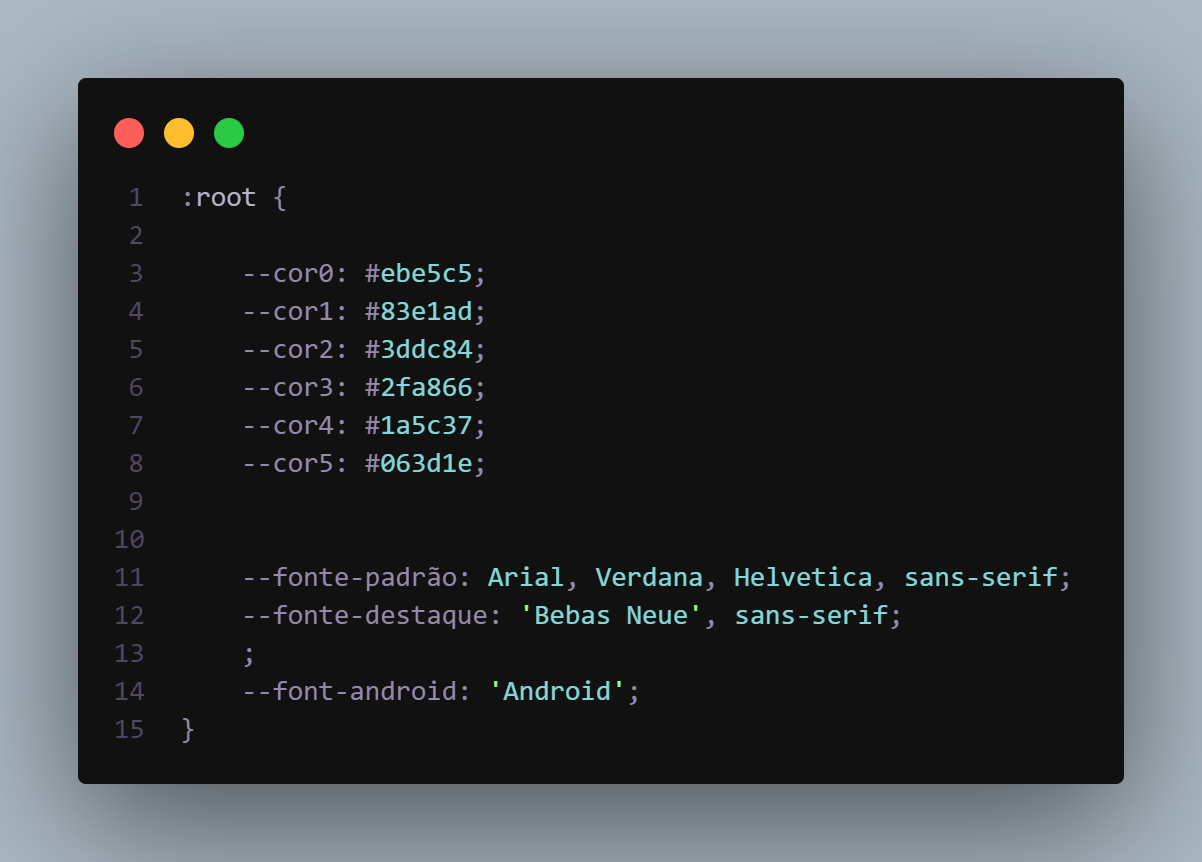 1 :root {
2
3 --cor0: #ebe5c5;
4 --cor1: #83e1ad;
5 --cor2: #3ddc84;
6 --cor3: #2fa866;
7 --cor4: #1a5c37;
8 --cor5: #063d1e;
9
10
11 --fonte-padrão: Arial, Verdana, Helvetica, sans-serif;
12 --fonte-destaque: 'Bebas Neue', sans-serif;
13 ;
14 --font-android: 'Android';
15 }